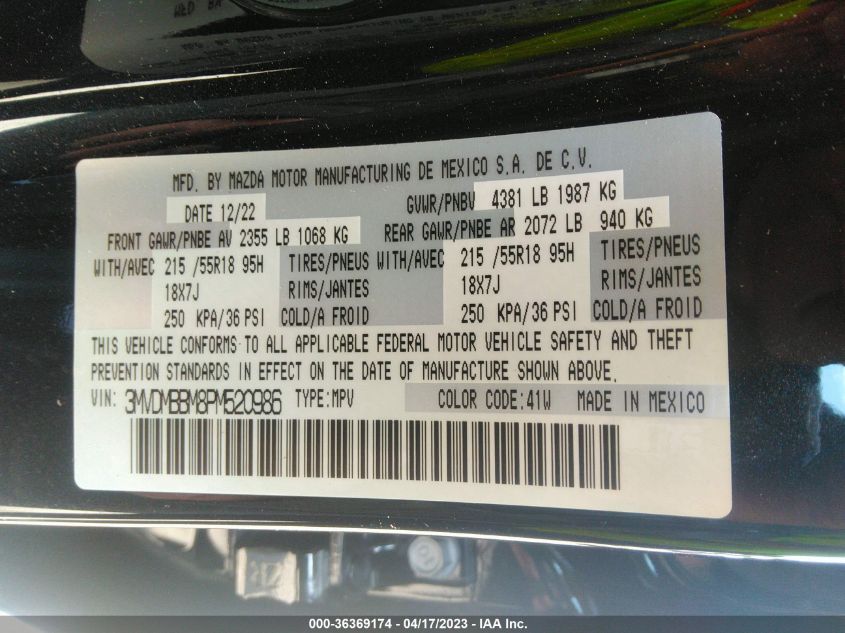 MFD. BY MAZDA MOTOR MANUFACTURING DE MEXICO S.A. DE C.V.
DATE 12/22 GVWR/PNBV 4381 LB 1987 KG
FRONT GAWR/PNBE AV 2355 LB 1068 KG REAR GAWR/PNBE AR 2072 LB 940 KG
WITH/AVEC 215 /55R18 95H TIRES/PNEUS WITH/AVEC 215 /55R18 95H TIRES/PNEUS
18X7J RIMS/JANTES 18X7J RIMS/JANTES
250 KPA/36 PSI COLD/A FROID 250 KPA/36 PSI COLD/A FROID
THIS VEHICLE CONFORMS TO ALL APPLICABLE FEDERAL MOTOR VEHICLE SAFETY AND THEFT
PREVENTION STANDARDS IN EFFECT ON THE DATE OF MANUFACTURE SHOWN ABOVE.
VIN: 3MVDMBBM8PM520986 TYPE:MPV COLOR CODE:41W MADE IN MEXICO
000-36369174 - 04/17/2023 - IAA Inc.